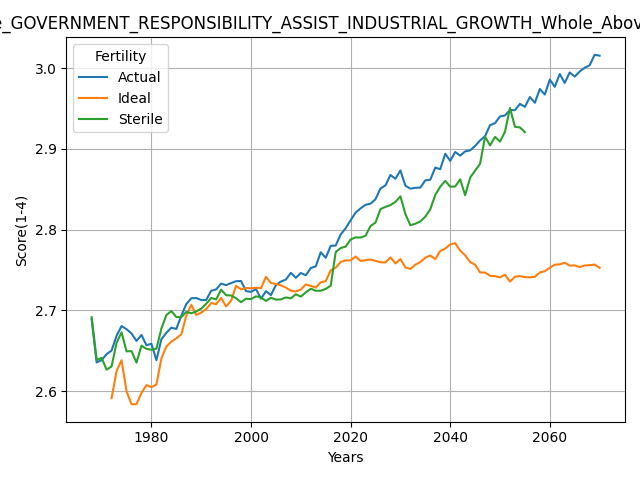 GOVERNMENT_RESPONSIBILITY_ASSIST_INDUSTRIAL_GROWTH_Whole_Above
Fertility
Actual
Ideal
Sterile
Score(1-4)
3.0
2.9
2.8
2.7
2.6
1980 2000 2020 2040 2060
Years